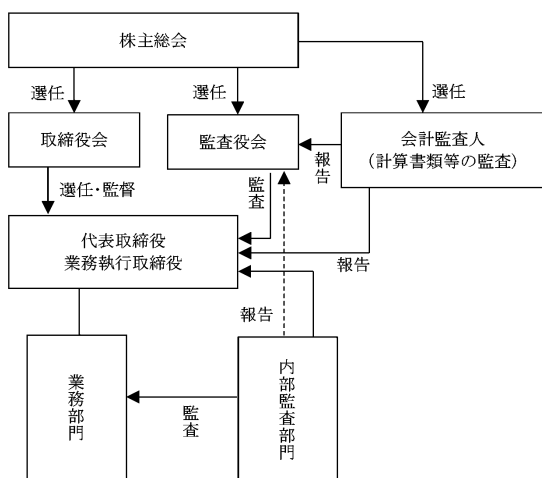 株主総会
選任
選任
選任
取締役会
監査役会
会計監査人
（計算書類等の監査）
報告
選任・監督
監査
代表取締役
業務執行取締役
報告
報告
業務部門
監査
内部監査部門